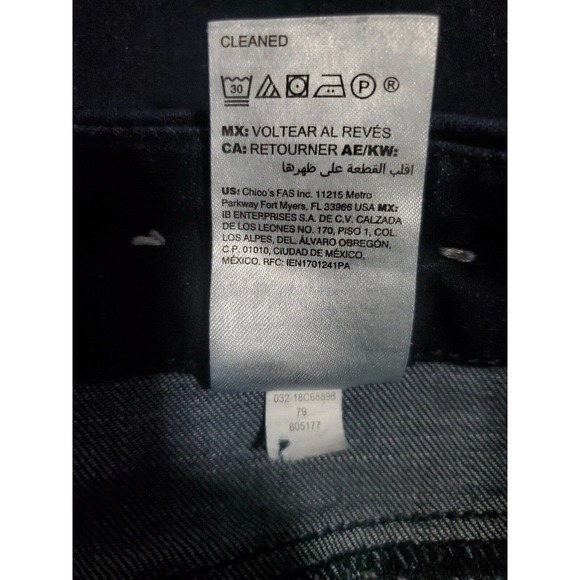 CLEANED
30 P ®
MX: VOLTEAR AL REVÉS
CA: RETOURNER AE/KW:
اقلب القطعة على ظهرها
US: Chico's FAS Inc. 11215 Metro
Parkway Fort Myers, FL 33966 USA MX:
IB ENTERPRISES S.A. DE C.V. CALZADA
DE LOS LEONES NO. 170, PISO 1, COL.
LOS ALPES, DEL. ÁLVARO OBREGÓN,
C.P. 01010, CIUDAD DE MÉXICO,
MÉXICO. RFC: IEN1701241PA
032-18C68898
79
805177